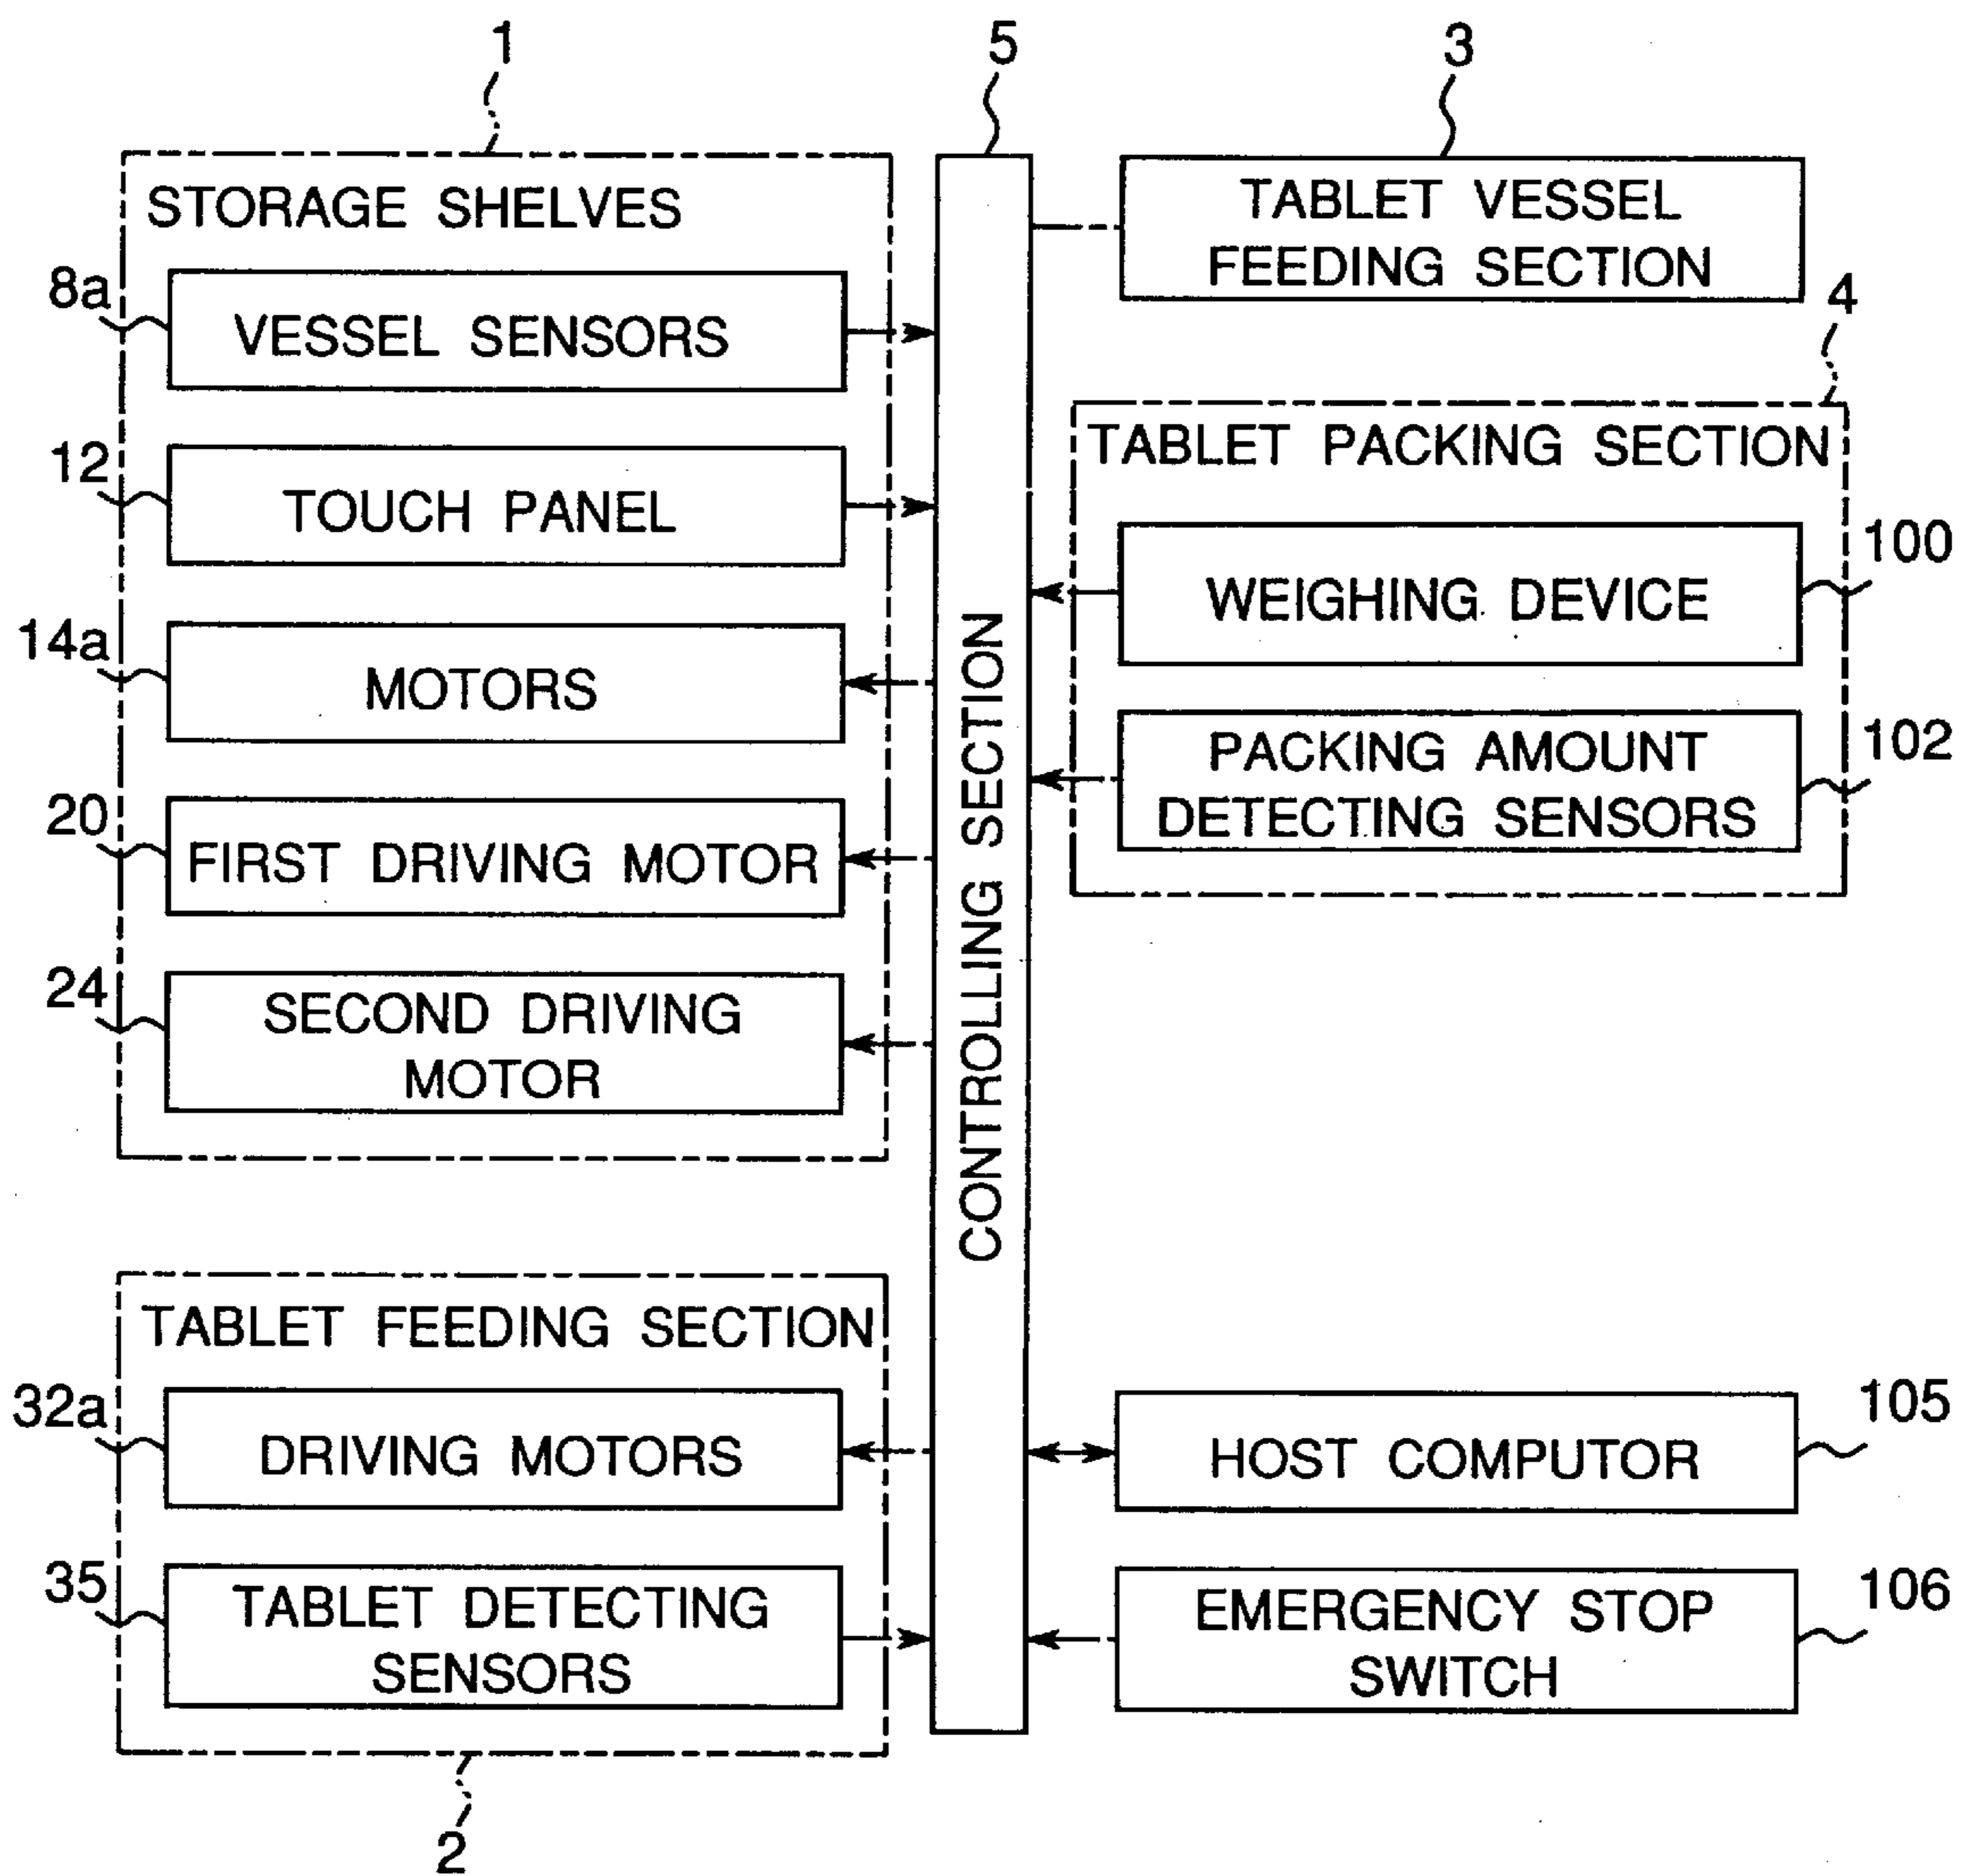 1
5
3
STORAGE SHELVES
8a
VESSEL SENSORS
12
TOUCH PANEL
14a
MOTORS
20
FIRST DRIVING MOTOR
24
SECOND DRIVING
MOTOR
TABLET FEEDING SECTION
32a
DRIVING MOTORS
35
TABLET DETECTING
SENSORS
2
CONTROLLING SECTION
TABLET VESSEL
FEEDING SECTION
4
TABLET PACKING SECTION
100
WEIGHING DEVICE
102
PACKING AMOUNT
DETECTING SENSORS
105
HOST COMPUTOR
106
EMERGENCY STOP
SWITCH